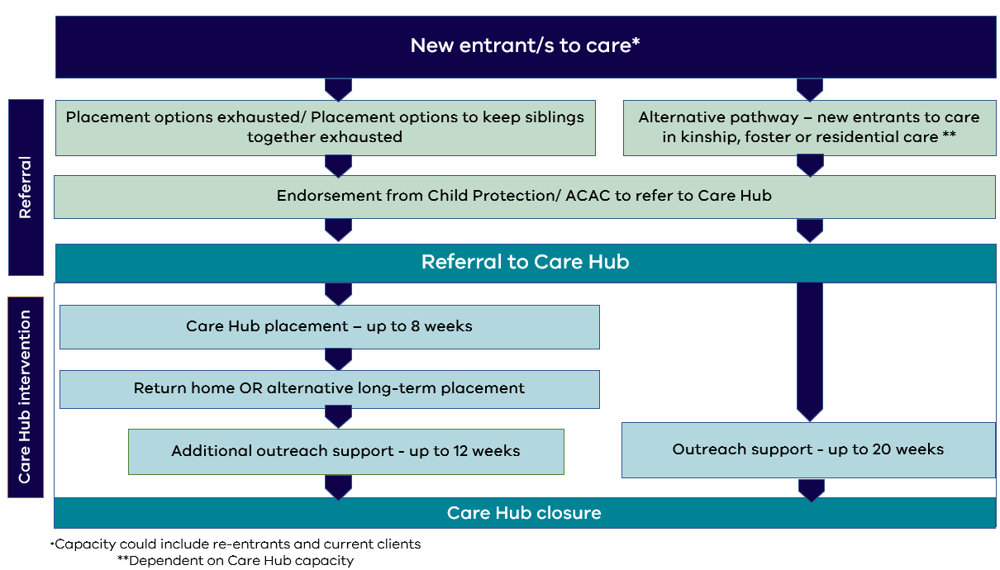 New entrant/s to care*
Placement options exhausted/ Placement options to keep siblings
together exhausted
Alternative pathway – new entrants to care
in kinship, foster or residential care **
Referral
Endorsement from Child Protection/ ACAC to refer to Care Hub
Referral to Care Hub
Care Hub intervention
Care Hub placement – up to 8 weeks
Return home OR alternative long-term placement
Additional outreach support - up to 12 weeks
Outreach support - up to 20 weeks
Care Hub closure
*Capacity could include re-entrants and current clients
**Dependent on Care Hub capacity